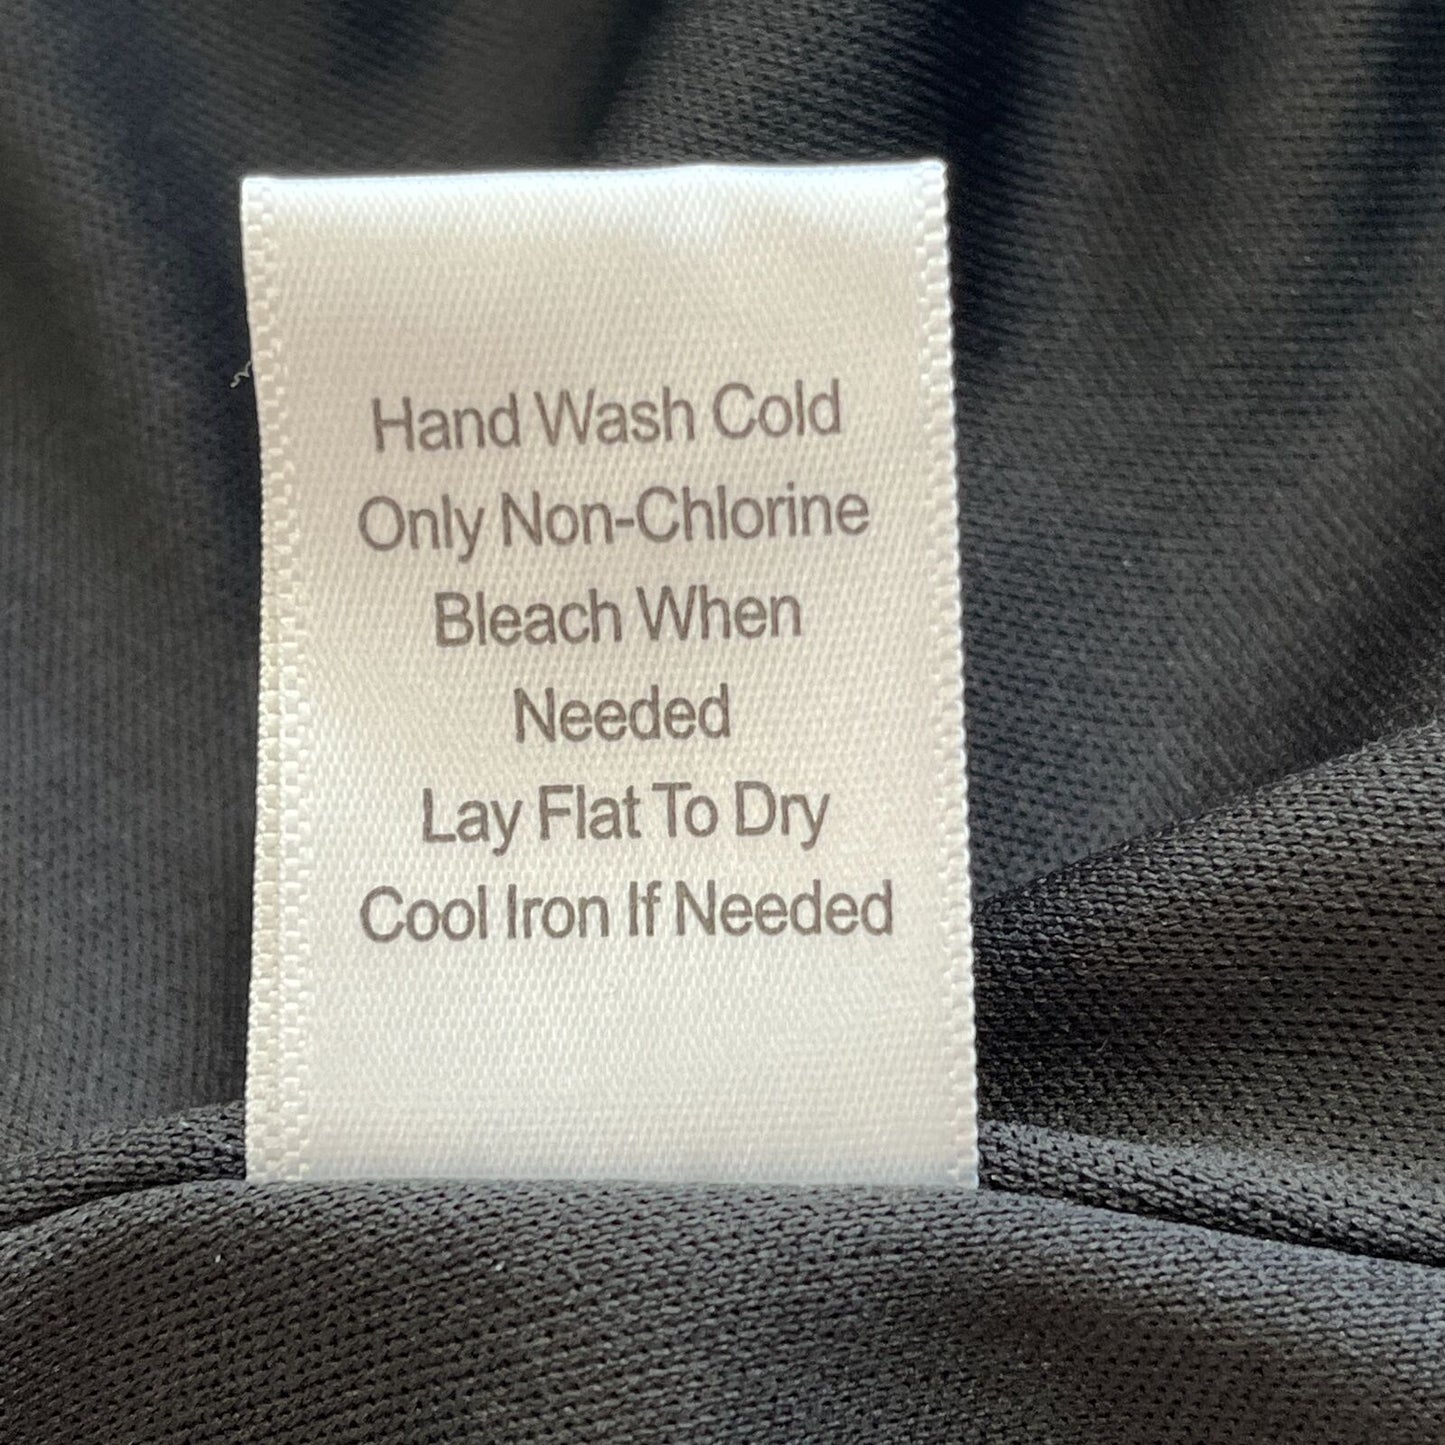 Hand Wash Cold
Only Non-Chlorine
Bleach When
Needed
Lay Flat To Dry
Cool Iron If Needed